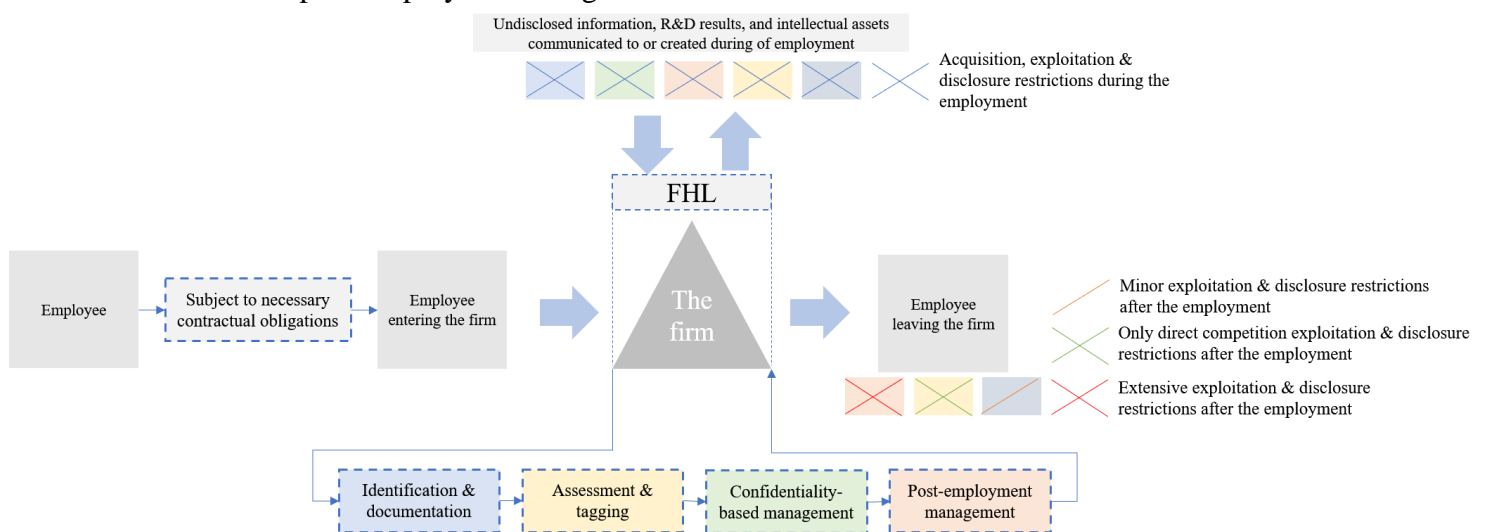 Undisclosed information, R&D results, and intellectual assets
communicated to or created during of employment
Acquisition, exploitation &
disclosure restrictions during the
employment
FHL
Employee
Subject to necessary
contractual obligations
Employee
entering the firm
The
firm
Employee
leaving the firm
Minor exploitation & disclosure restrictions
after the employment
Only direct competition exploitation & disclosure
restrictions after the employment
Extensive exploitation & disclosure
restrictions after the employment
Identification &
documentation
Assessment &
tagging
Confidentiality-
based management
Post-employment
management